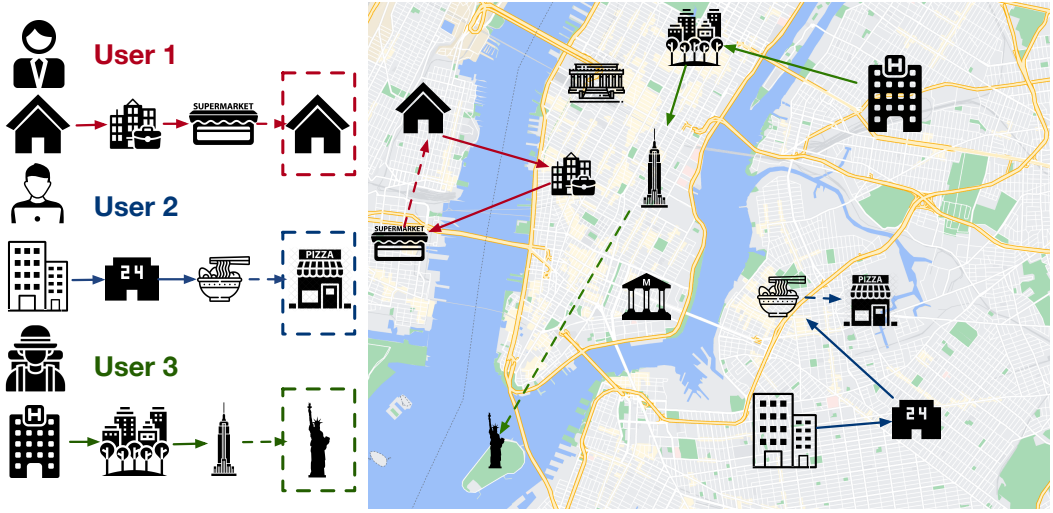 User 1
SUPERMARKET
User 2
24
PIZZA
User 3
H
H
SUPERMARKET
M
PIZZA
24